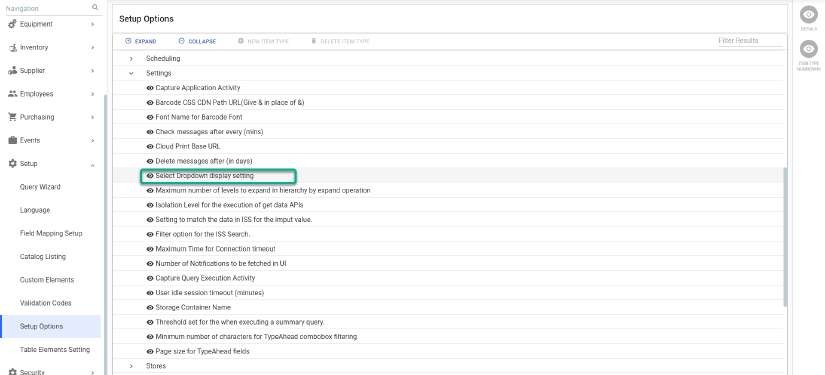 Navigation
Equipment
Inventory
Supplier
Employees
Purchasing
Events
Setup
Query Wizard
Language
Field Mapping Setup
Catalog Listing
Custom Elements
Validation Codes
Setup Options
Table Elements Setting
Security
Setup Options
EXPAND COLLAPSE NEW ITEM TYPE DELETE ITEM TYPE Filter Results
Scheduling
Settings
Capture Application Activity
Barcode CSS CDN Path URL(Give & in place of &)
Font Name for Barcode Font
Check messages after every (mins)
Cloud Print Base URL
Delete messages after (in days)
Select Dropdown display setting
Maximum number of levels to expand in hierarchy by expand operation
Isolation Level for the execution of get data APIs
Setting to match the data in ISS for the imput value.
Filter option for the ISS Search.
Maximum Time for Connection timeout
Number of Notifications to be fetched in UI
Capture Query Execution Activity
User idle session timeout (minutes)
Storage Container Name
Threshold set for the when executing a summary query.
Minimum number of characters for TypeAhead combobox filtering
Page size for TypeAhead fields
Stores
DETAILS
ITEM TYPE